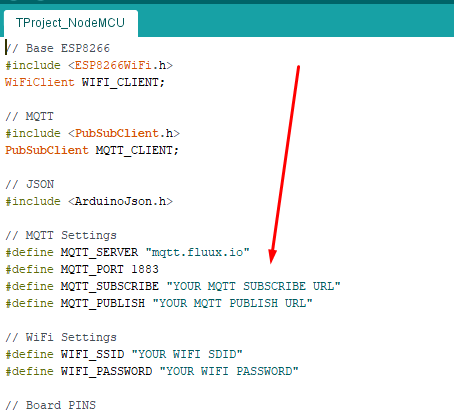 TProject_NodeMCU
// Base ESP8266
#include <ESP8266WiFi.h>
WiFiClient WIFI_CLIENT;
// MQTT
#include <PubSubClient.h>
PubSubClient MQTT_CLIENT;
// JSON
#include <ArduinoJson.h>
// MQTT Settings
#define MQTT_SERVER "mqtt.fluux.io"
#define MQTT_PORT 1883
#define MQTT_SUBSCRIBE "YOUR MQTT SUBSCRIBE URL"
#define MQTT_PUBLISH "YOUR MQTT PUBLISH URL"
// WiFi Settings
#define WIFI_SSID "YOUR WIFI SDID"
#define WIFI_PASSWORD "YOUR WIFI PASSWORD"
// Board PINS